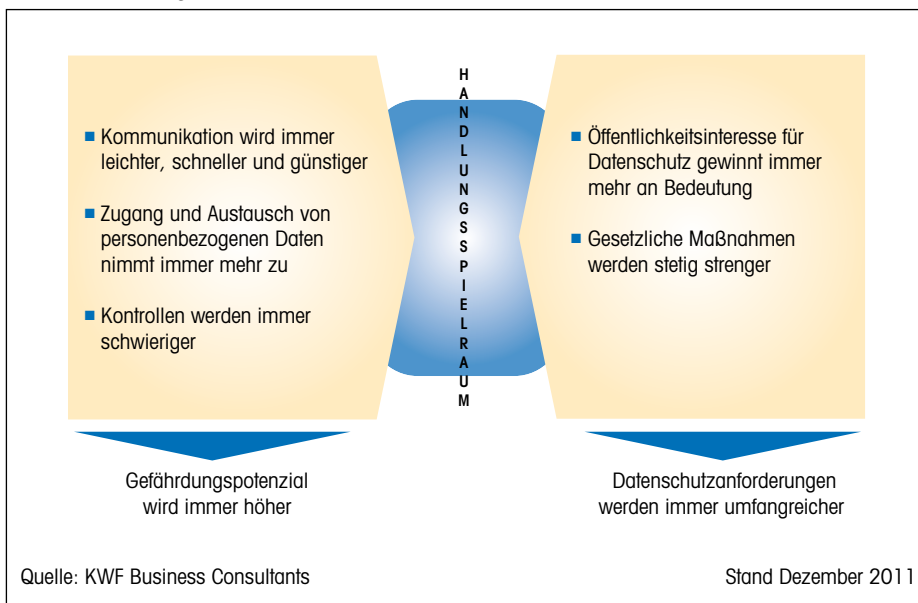 ■ Kommunikation wird immer
leichter, schneller und günstiger
■ Zugang und Austausch von
personenbezogenen Daten
nimmt immer mehr zu
■ Kontrollen werden immer
schwieriger
Gefährdungspotenzial
wird immer höher
HANDLUNGSSPIELRAUM
■ Öffentlichkeitsinteresse für
Datenschutz gewinnt immer
mehr an Bedeutung
■ Gesetzliche Maßnahmen
werden stetig strenger
Datenschutzanforderungen
werden immer umfangreicher
Quelle: KWF Business Consultants
Stand Dezember 2011